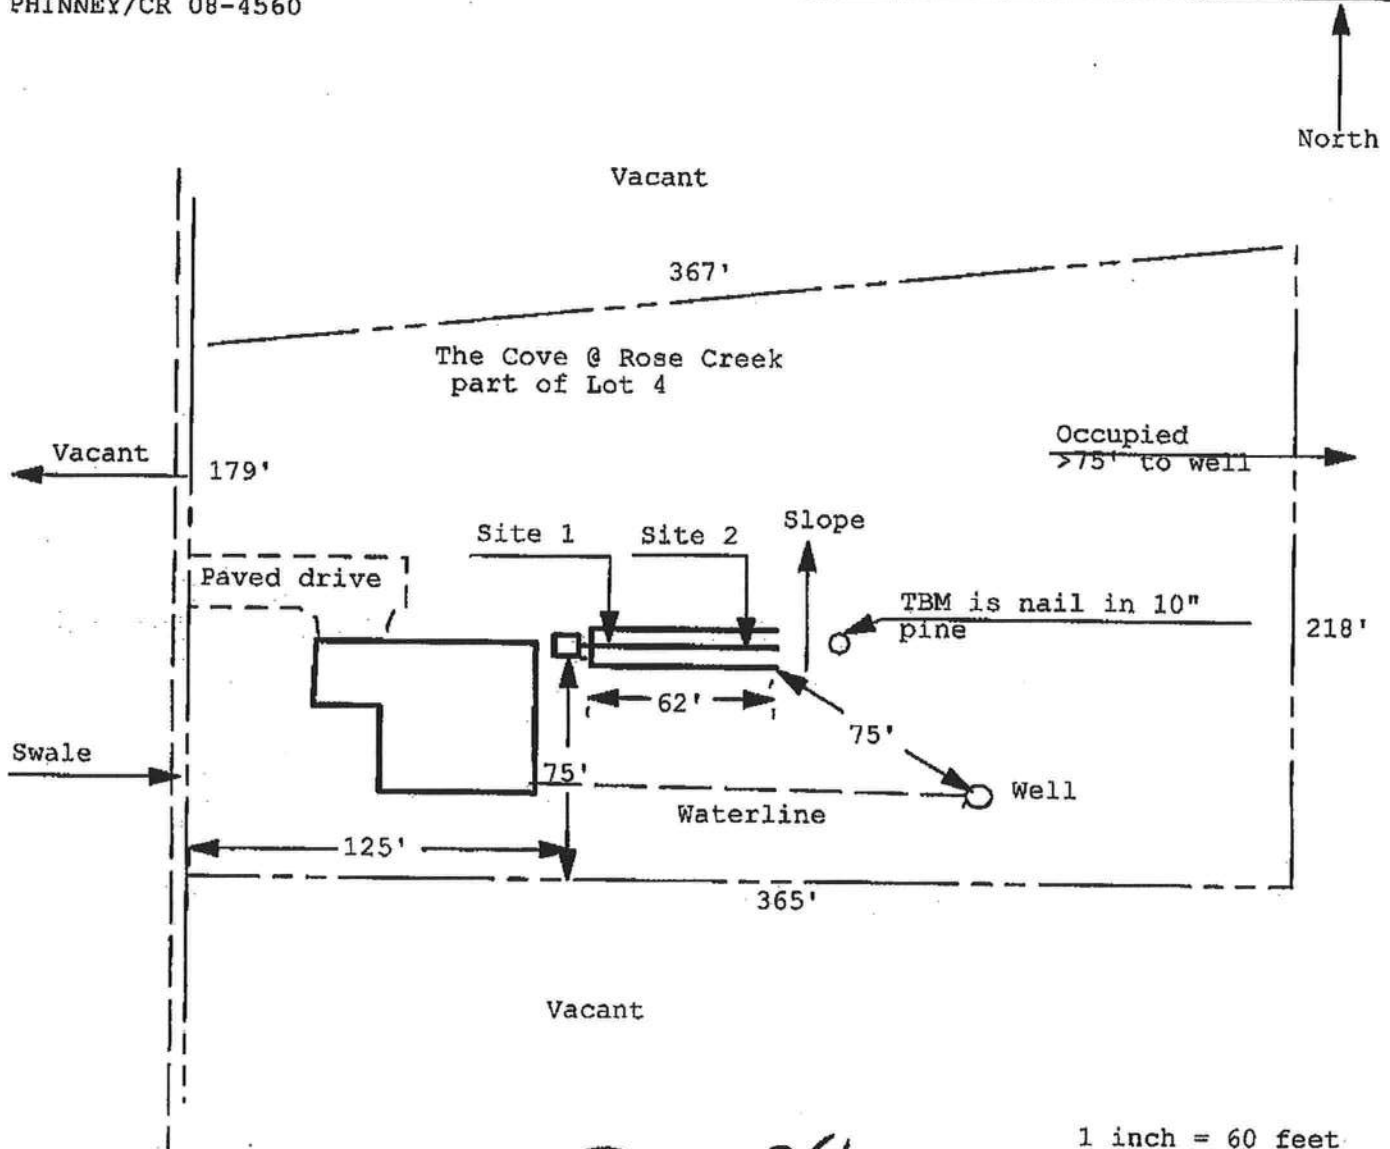 PHINNEY/CR 08-4560
North
Vacant
367'
The Cove @ Rose Creek
part of Lot 4
Vacant
179'
Occupied
>75' to well
Site 1
Site 2
Slope
Paved drive
TBM is nail in 10"
pine
218'
62'
75'
Swale
75'
Well
Waterline
125'
365'
Vacant
1 inch = 60 feet